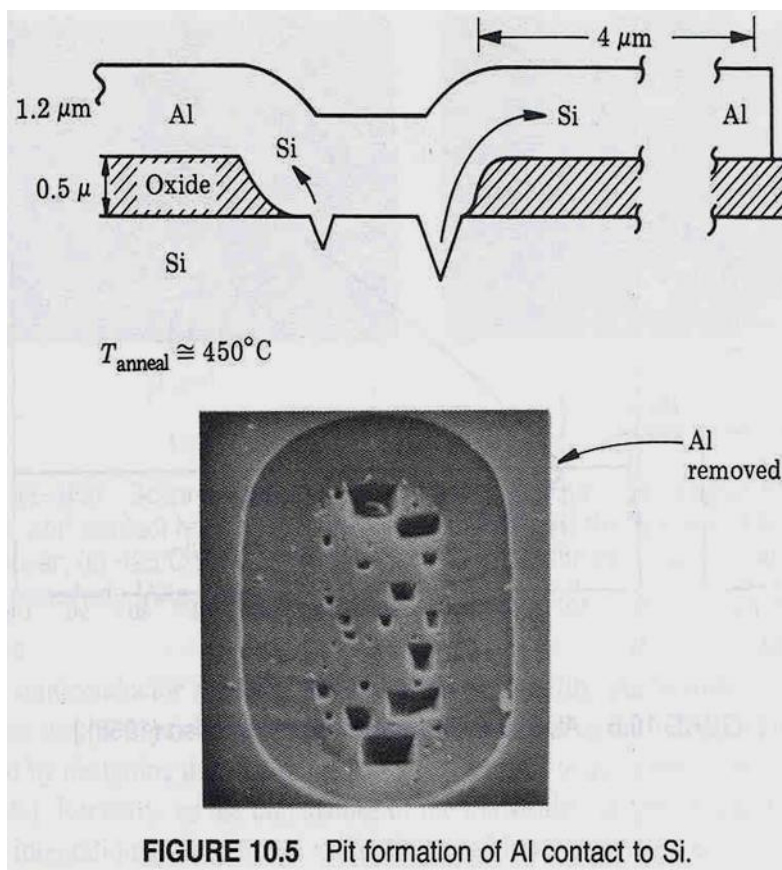 4 μm
1.2 μm
Al
Si
Al
Si
0.5 μ
Oxide
Si
T anneal ≅ 450°C
Al
removed
FIGURE 10.5 Pit formation of Al contact to Si.